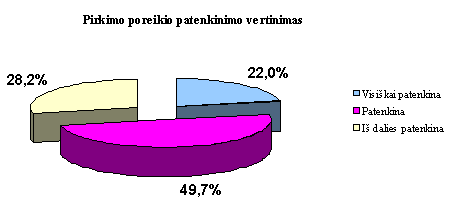 Pirkimo poreikio patenkinimo vertinimas
28,2%
22,0%
49,7%
Visiškai patenkina
Patenkina
Iš dalies patenkina